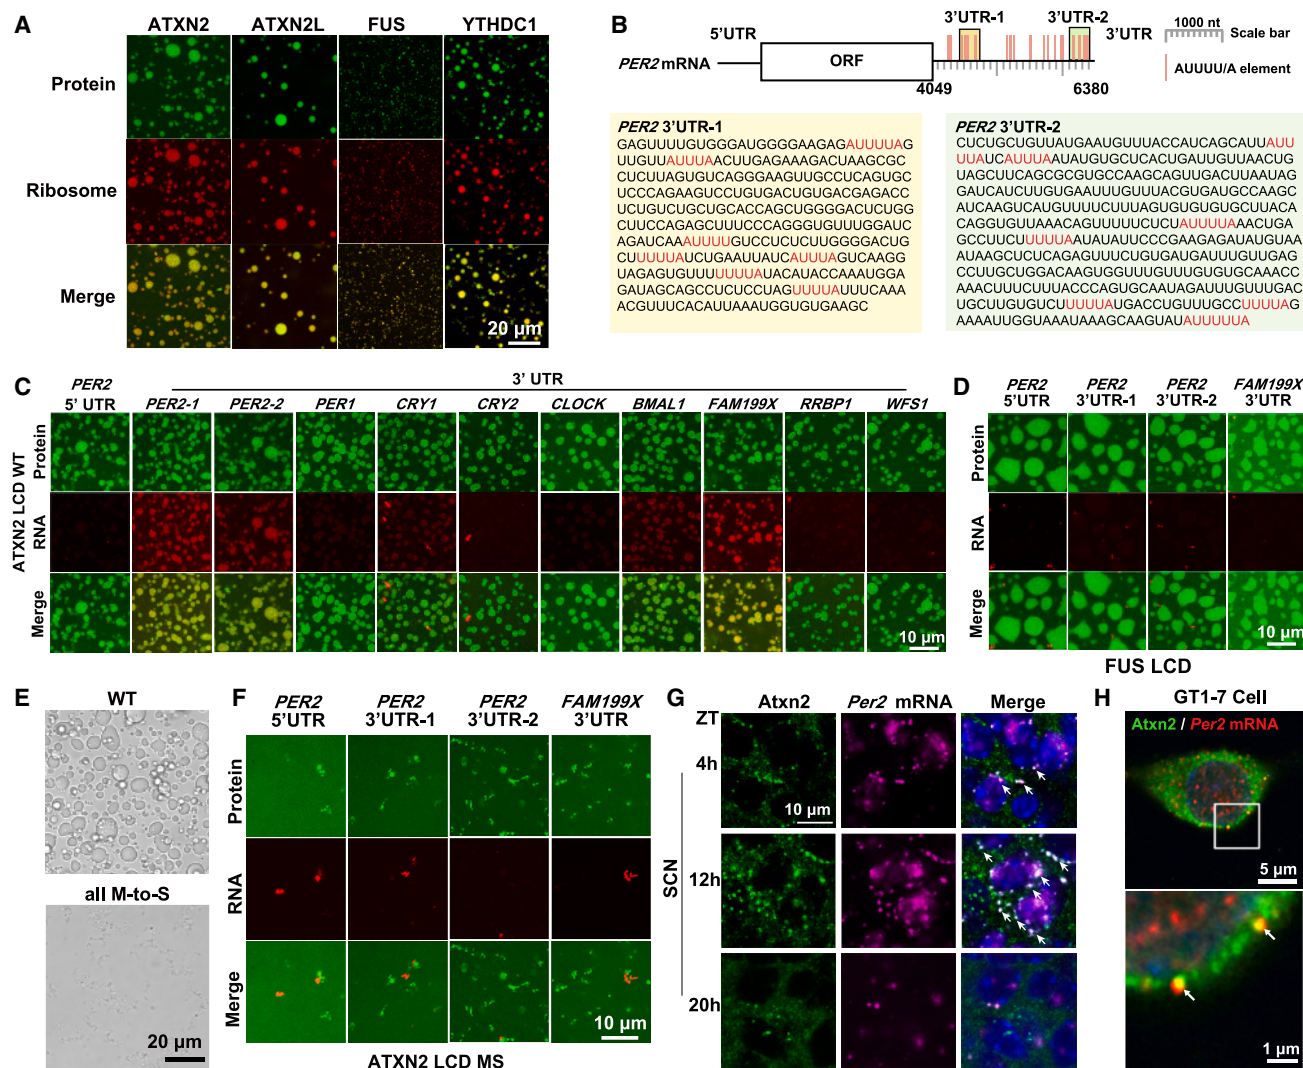 A
ATXN2 ATXN2L FUS YTHDC1
Protein
Ribosome
Merge
20 µm
B
3'UTR-1 3'UTR-2 1000 nt
5'UTR 3'UTR Scale bar
PER2 mRNA ORF AUUUU/A element
4049 6380
PER2 3'UTR-1
GAGUUUUGUGGGAUGGGGAAGAGAUUUUAG
UUGUUAUUUAACUUGAGAAAGACUAAGCGC
CUCUUAGUGUCAGGGAAGUUGCCUCAGUGC
UCCCAGAAGUCCUGUGACUGUGACGAGACC
UCUGUCUGCUGCACCAGCUGGGGACUCUGG
CUUCCAGAGCUUUCCCAGGGUGUUUGGAUC
AGAUCAAAUUUUGUCCUCUCUUGGGGACUG
CUUUUAUCUGAAUUAUCAUUUAGUCAAGG
UAGAGUGUUUUUUUAUACAUACCAAAUGGA
GAUAGCAGCCUCUCCUAGUUUUAUUUCAAA
ACGUUUCACAUUAAAUGGUGUGAAGC
PER2 3'UTR-2
CUCUGCUGUUAUGAAUGUUUACCAUCAGCAUUAUU
UUAUCAUUUAAAUAUGUGCUCACUGAUUGUUAACUG
UAGCUUCAGCGCGUGCCAAGCAGUUGACUUAAUAG
GAUCAUCUUGUGAAUUUGUUUACGUGAUGCCAAGC
AUCAAGUCAUGUUUUCUUUAGUGUGUGUGCUUACA
CAGGUGUUAAACAGUUUUUCUCUAUUUUAAACUGA
GCCUUCUUUUUAAAUAUAUUCCCGAAGAGAUAUGUAA
AUAAGCUCUCAGAGUUUCUGUGAUGAUUUGUUGAG
CCUUGCUGGACAAGUGGUUUGUUUGUGUGCAAACC
AAACUUUCUUUACCCAGUGCAAUAGAUUUGUUUGAC
UGCUUGUGUCUUUUUAUGACCUGUUUGCCUUUUAG
AAAAUUGGUAAAUAAAGCAAGUAUAUUUUUA
C
PER2 5' UTR
3' UTR
PER2-1 PER2-2 PER1 CRY1 CRY2 CLOCK BMAL1 FAM199X RRBP1 WFS1
ATXN2 LCD WT
Protein
RNA
Merge
10 µm
D
PER2 PER2 PER2 FAM199X
5'UTR 3'UTR-1 3'UTR-2 3'UTR
Protein
RNA
Merge
10 µm
FUS LCD
E
WT
all M-to-S
20 µm
F
PER2 PER2 PER2 FAM199X
5'UTR 3'UTR-1 3'UTR-2 3'UTR
Protein
RNA
Merge
10 µm
ATXN2 LCD MS
G
Atxn2 Per2 mRNA Merge
ZT
4h
10 µm
SCN
12h
20h
H
GT1-7 Cell
Atxn2 / Per2 mRNA
5 µm
1 µm